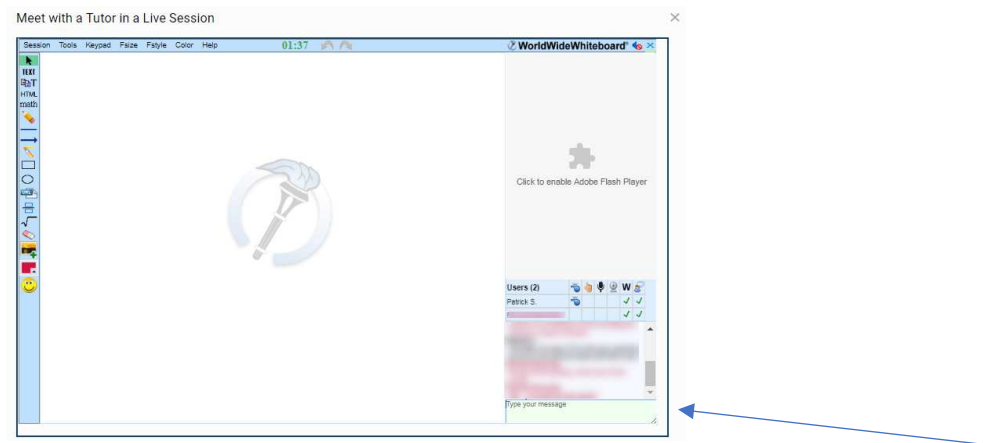 Meet with a Tutor in a Live Session
Session Tools Keypad Fsize Fstyle Color Help 01:37 WorldWideWhiteboard®
TEXT
HTML
math
Click to enable Adobe Flash Player
Users (2) W
Patrick S.
Type your message